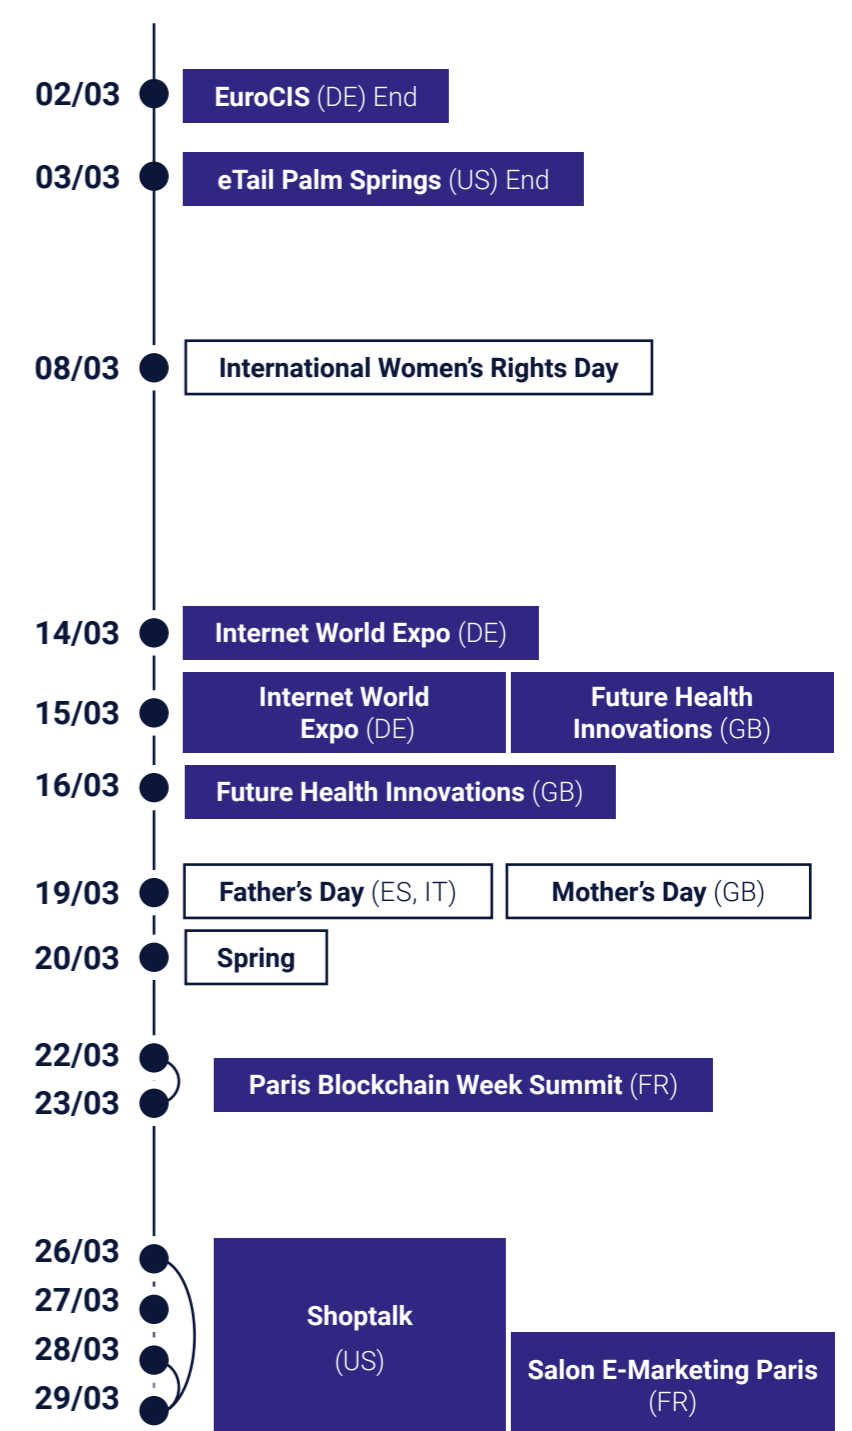 02/03
EuroCIS (DE) End
03/03
eTail Palm Springs (US) End
08/03
International Women’s Rights Day
14/03
Internet World Expo (DE)
15/03
Internet World
Expo (DE)
Future Health
Innovations (GB)
16/03
Future Health Innovations (GB)
19/03
Father’s Day (ES, IT)
Mother’s Day (GB)
20/03
Spring
22/03
23/03
Paris Blockchain Week Summit (FR)
26/03
27/03
28/03
29/03
Shoptalk
(US)
Salon E-Marketing Paris
(FR)